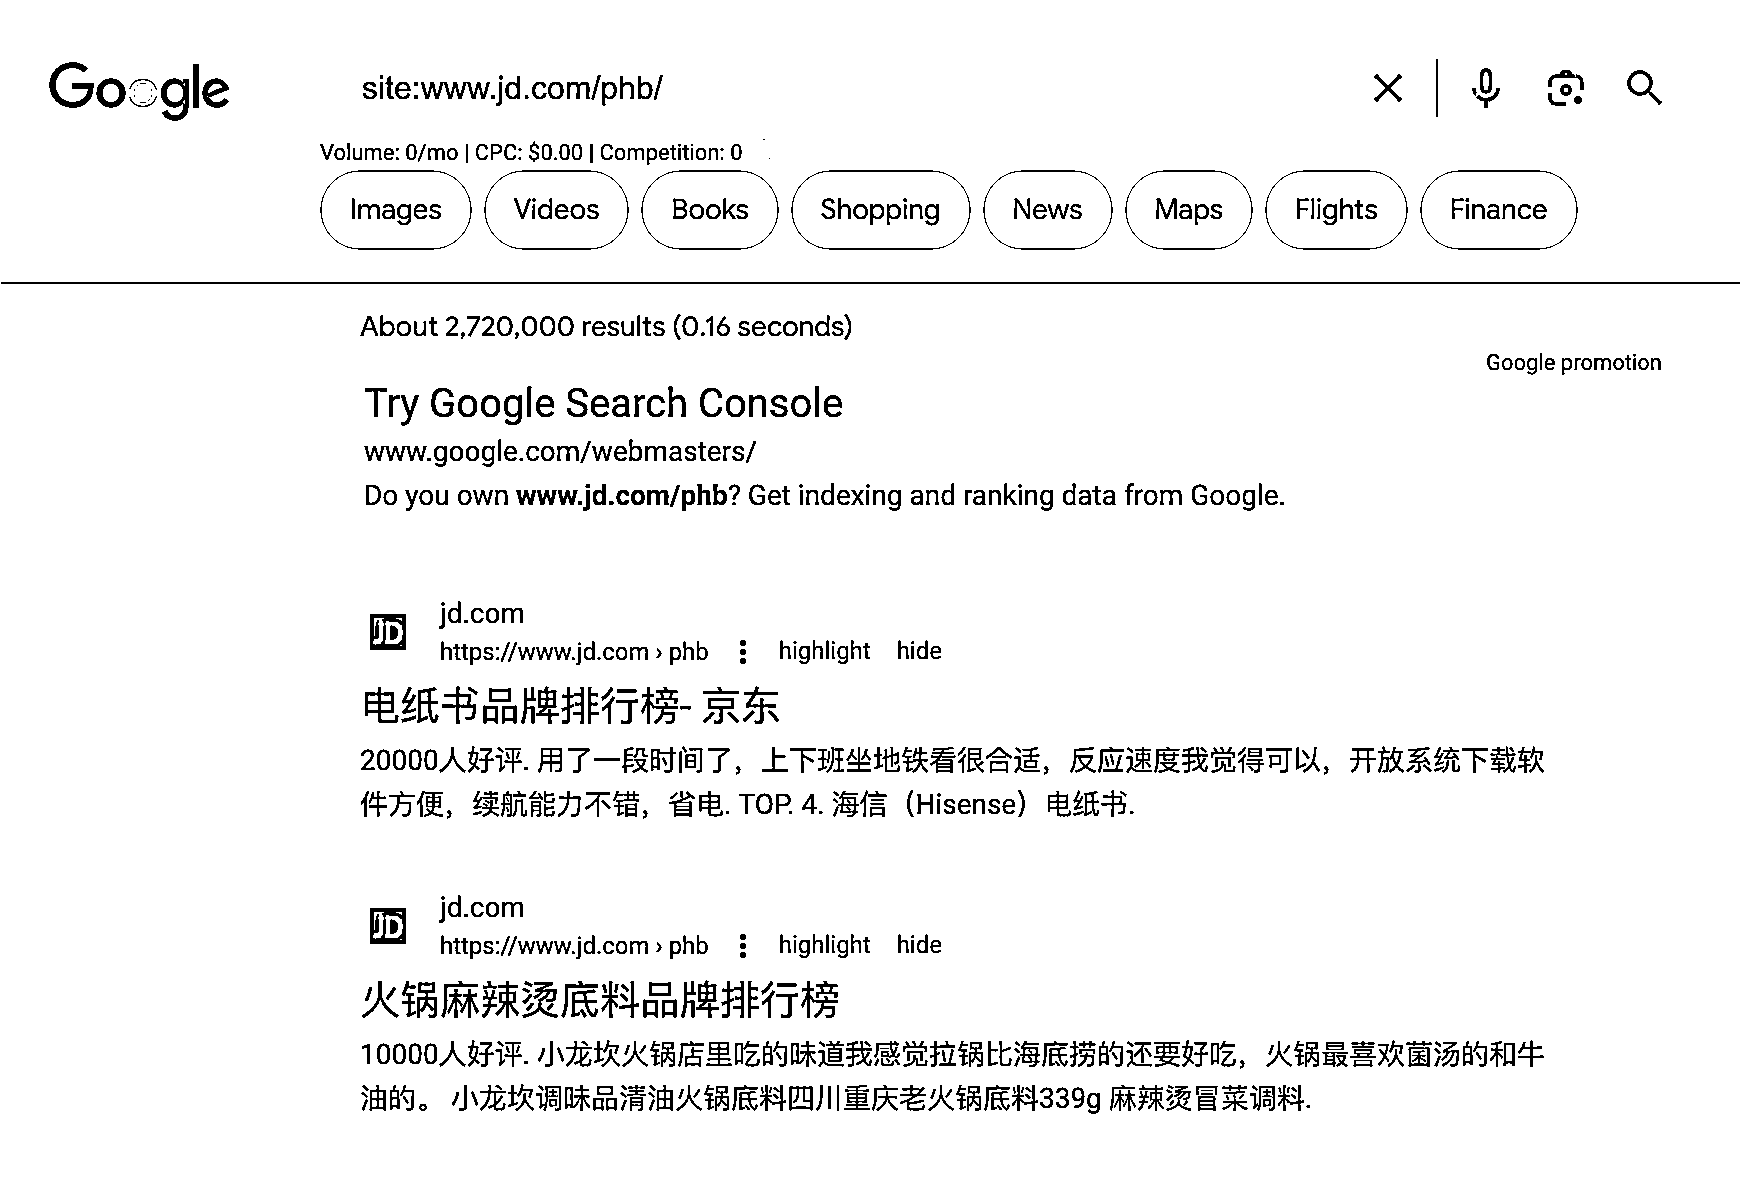 Google
site:www.jd.com/phb/
Volume: 0/mo | CPC: $0.00 | Competition: 0
Images Videos Books Shopping News Maps Flights Finance
About 2,720,000 results (0.16 seconds)
Google promotion
Try Google Search Console
www.google.com/webmasters/
Do you own www.jd.com/phb? Get indexing and ranking data from Google.
JD jd.com
https://www.jd.com › phb highlight hide
电纸书品牌排行榜- 京东
20000人好评. 用了一段时间了，上下班坐地铁看很合适，反应速度我觉得可以，开放系统下载软
件方便，续航能力不错，省电. TOP. 4. 海信（Hisense）电纸书.
JD jd.com
https://www.jd.com › phb highlight hide
火锅麻辣烫底料品牌排行榜
10000人好评. 小龙坎火锅店里吃的味道我感觉拉锅比海底捞的还要好吃，火锅最喜欢菌汤的和牛
油的。 小龙坎调味品清油火锅底料四川重庆老火锅底料339g 麻辣烫冒菜调料.